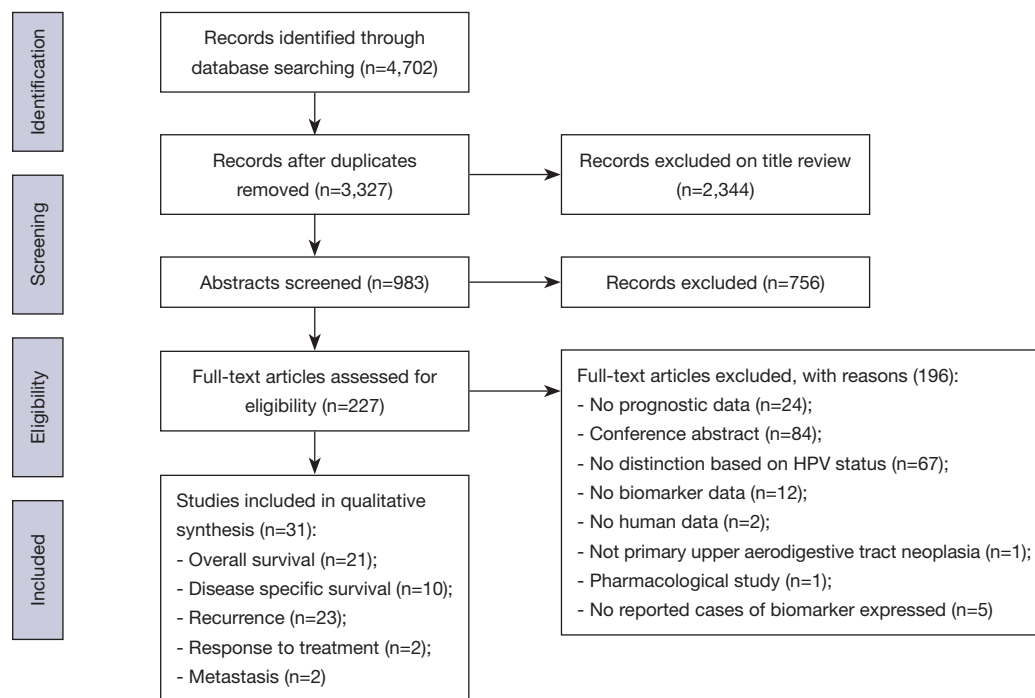 Identification
Records identified through
database searching (n=4,702)
Records after duplicates
removed (n=3,327)
Records excluded on title review
(n=2,344)
Screening
Abstracts screened (n=983)
Records excluded (n=756)
Eligibility
Full-text articles assessed for
eligibility (n=227)
Full-text articles excluded, with reasons (196):
- No prognostic data (n=24);
- Conference abstract (n=84);
- No distinction based on HPV status (n=67);
- No biomarker data (n=12);
- No human data (n=2);
- Not primary upper aerodigestive tract neoplasia (n=1);
- Pharmacological study (n=1);
- No reported cases of biomarker expressed (n=5)
Included
Studies included in qualitative
synthesis (n=31):
- Overall survival (n=21);
- Disease specific survival (n=10);
- Recurrence (n=23);
- Response to treatment (n=2);
- Metastasis (n=2)